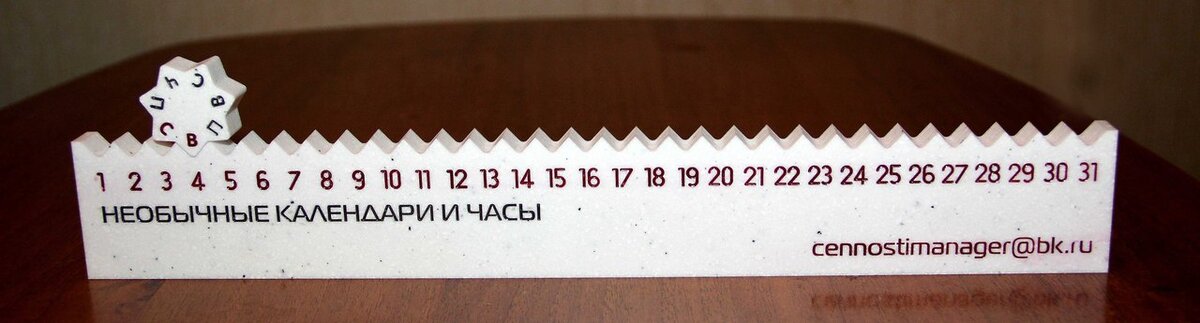 П В С Ч П С В
1 2 3 4 5 6 7 8 9 10 11 12 13 14 15 16 17 18 19 20 21 22 23 24 25 26 27 28 29 30 31
НЕОБЫЧНЫЕ КАЛЕНДАРИ И ЧАСЫ
cennostimanager@bk.ru